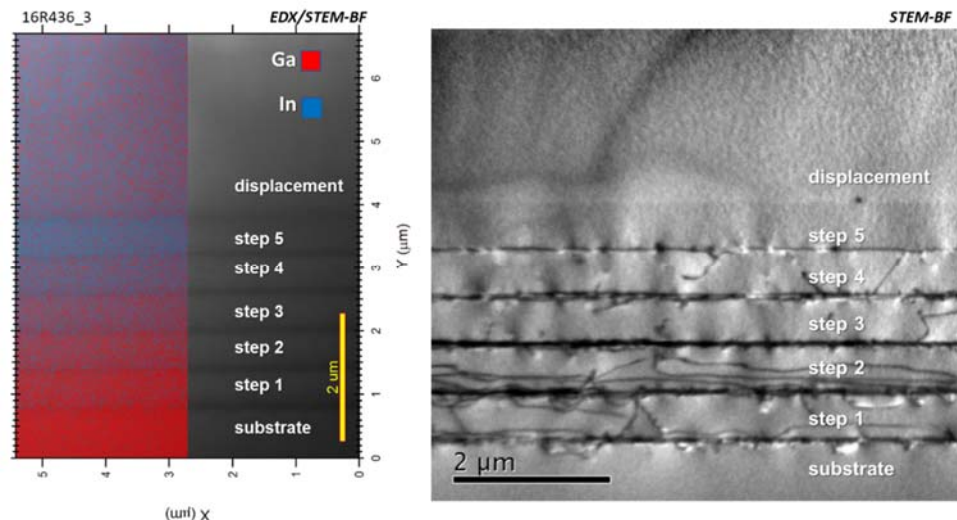 16R436_3
EDX/STEM-BF
Ga
In
displacement
step 5
step 4
step 3
step 2
step 1
substrate
2 um
6
5
4
3
2
1
0
Y (µm)
5
4
3
2
1
0
X (µm)
STEM-BF
displacement
step 5
step 4
step 3
step 2
step 1
substrate
2 µm